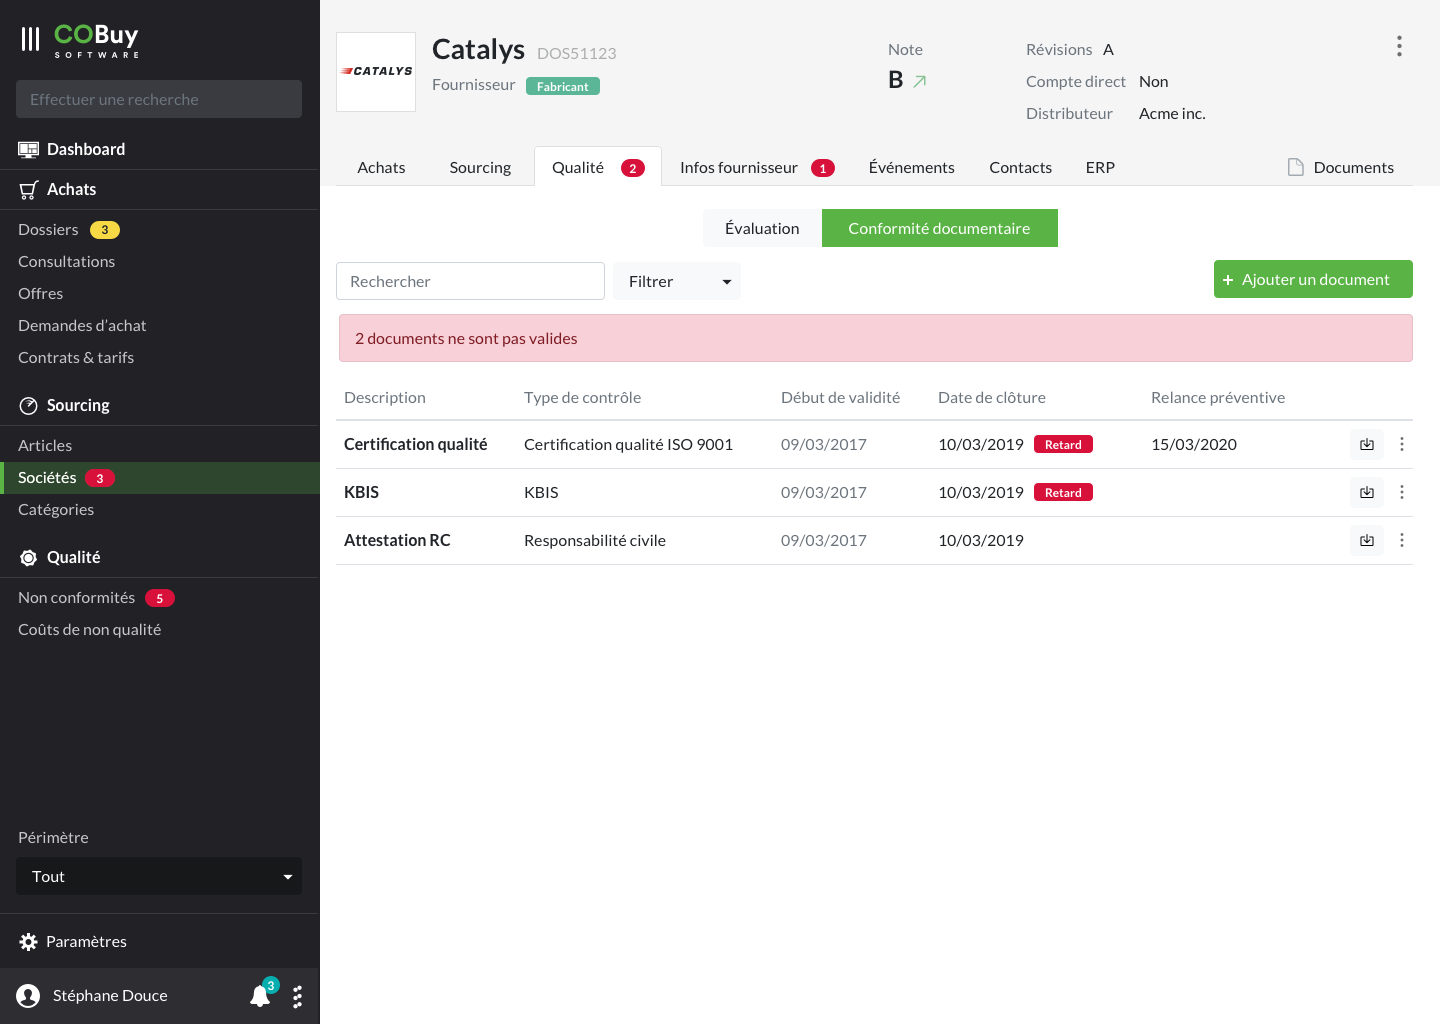 COBuy
SOFTWARE
Effectuer une recherche
Dashboard
Achats
Dossiers 3
Consultations
Offres
Demandes d’achat
Contrats & tarifs
Sourcing
Articles
Sociétés 3
Catégories
Qualité
Non conformités 5
Coûts de non qualité
Périmètre
Tout
Paramètres
Stéphane Douce 3
CATALYS
Catalys DOS51123
Fournisseur Fabricant
Note
B
Révisions A
Compte direct Non
Distributeur Acme inc.
Achats Sourcing Qualité 2 Infos fournisseur 1 Événements Contacts ERP Documents
Évaluation Conformité documentaire
Rechercher Filtrer + Ajouter un document
2 documents ne sont pas valides
Description Type de contrôle Début de validité Date de clôture Relance préventive
Certification qualité Certification qualité ISO 9001 09/03/2017 10/03/2019 Retard 15/03/2020
KBIS KBIS 09/03/2017 10/03/2019 Retard
Attestation RC Responsabilité civile 09/03/2017 10/03/2019